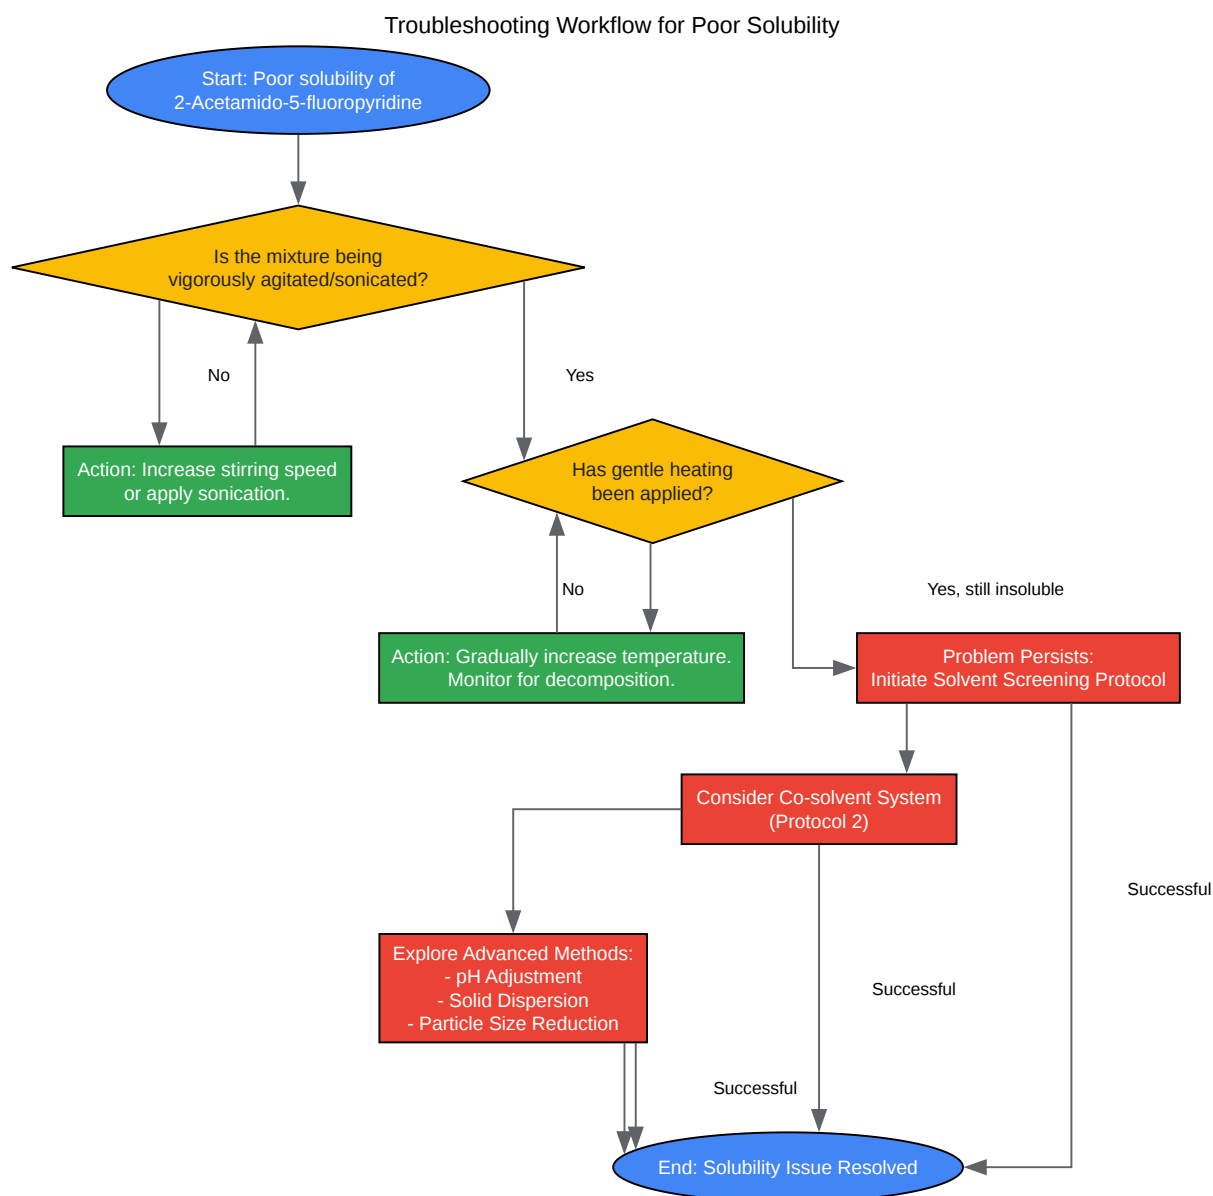 Troubleshooting Workflow for Poor Solubility
Start: Poor solubility of
2-Acetamido-5-fluoropyridine
Is the mixture being
vigorously agitated/sonicated?
No
Yes
Action: Increase stirring speed
or apply sonication.
Has gentle heating
been applied?
No
Yes, still insoluble
Action: Gradually increase temperature.
Monitor for decomposition.
Problem Persists:
Initiate Solvent Screening Protocol
Consider Co-solvent System
(Protocol 2)
Successful
Explore Advanced Methods:
- pH Adjustment
- Solid Dispersion
- Particle Size Reduction
Successful
Successful
End: Solubility Issue Resolved